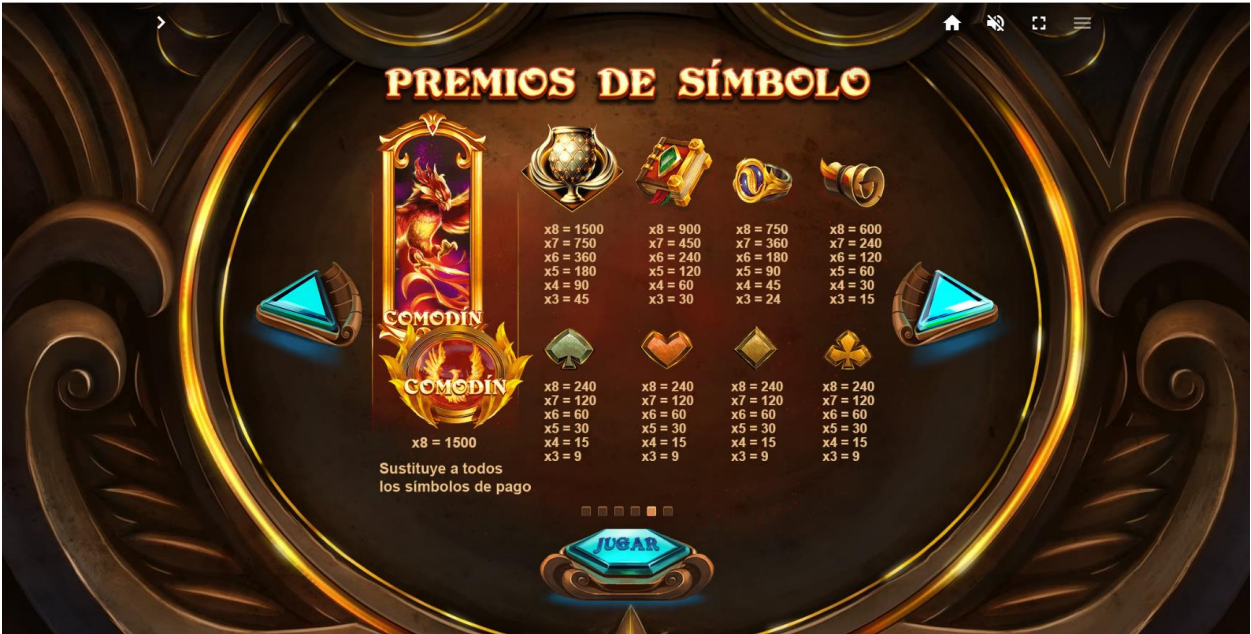 PREMIOS DE SÍMBOLO
COMODÍN
COMODÍN
x8 = 1500
Sustituye a todos
los símbolos de pago
x8 = 1500
x7 = 750
x6 = 360
x5 = 180
x4 = 90
x3 = 45
x8 = 900
x7 = 450
x6 = 240
x5 = 120
x4 = 60
x3 = 30
x8 = 750
x7 = 360
x6 = 180
x5 = 90
x4 = 45
x3 = 24
x8 = 600
x7 = 240
x6 = 120
x5 = 60
x4 = 30
x3 = 15
x8 = 240
x7 = 120
x6 = 60
x5 = 30
x4 = 15
x3 = 9
x8 = 240
x7 = 120
x6 = 60
x5 = 30
x4 = 15
x3 = 9
x8 = 240
x7 = 120
x6 = 60
x5 = 30
x4 = 15
x3 = 9
x8 = 240
x7 = 120
x6 = 60
x5 = 30
x4 = 15
x3 = 9
JUGAR